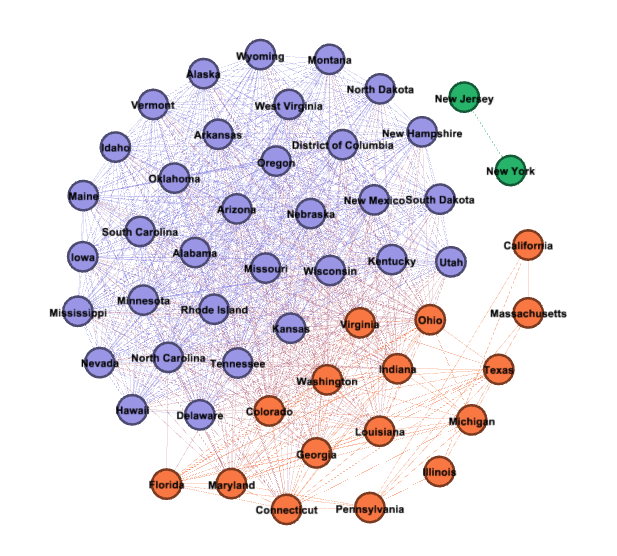 Wyoming
Montana
Alaska
North Dakota
New Jersey
Vermont
West Virginia
Arkansas
New Hampshire
District of Columbia
Idaho
Oregon
New York
Oklahoma
Maine
Arizona
Nebraska
New Mexico
South Dakota
South Carolina
California
Alabama
Iowa
Missouri
Wisconsin
Kentucky
Utah
Minnesota
Mississippi
Rhode Island
Massachusetts
Kansas
Virginia
Ohio
North Carolina
Nevada
Tennessee
Indiana
Texas
Washington
Hawaii
Delaware
Colorado
Michigan
Louisiana
Georgia
Illinois
Florida
Maryland
Connecticut
Pennsylvania